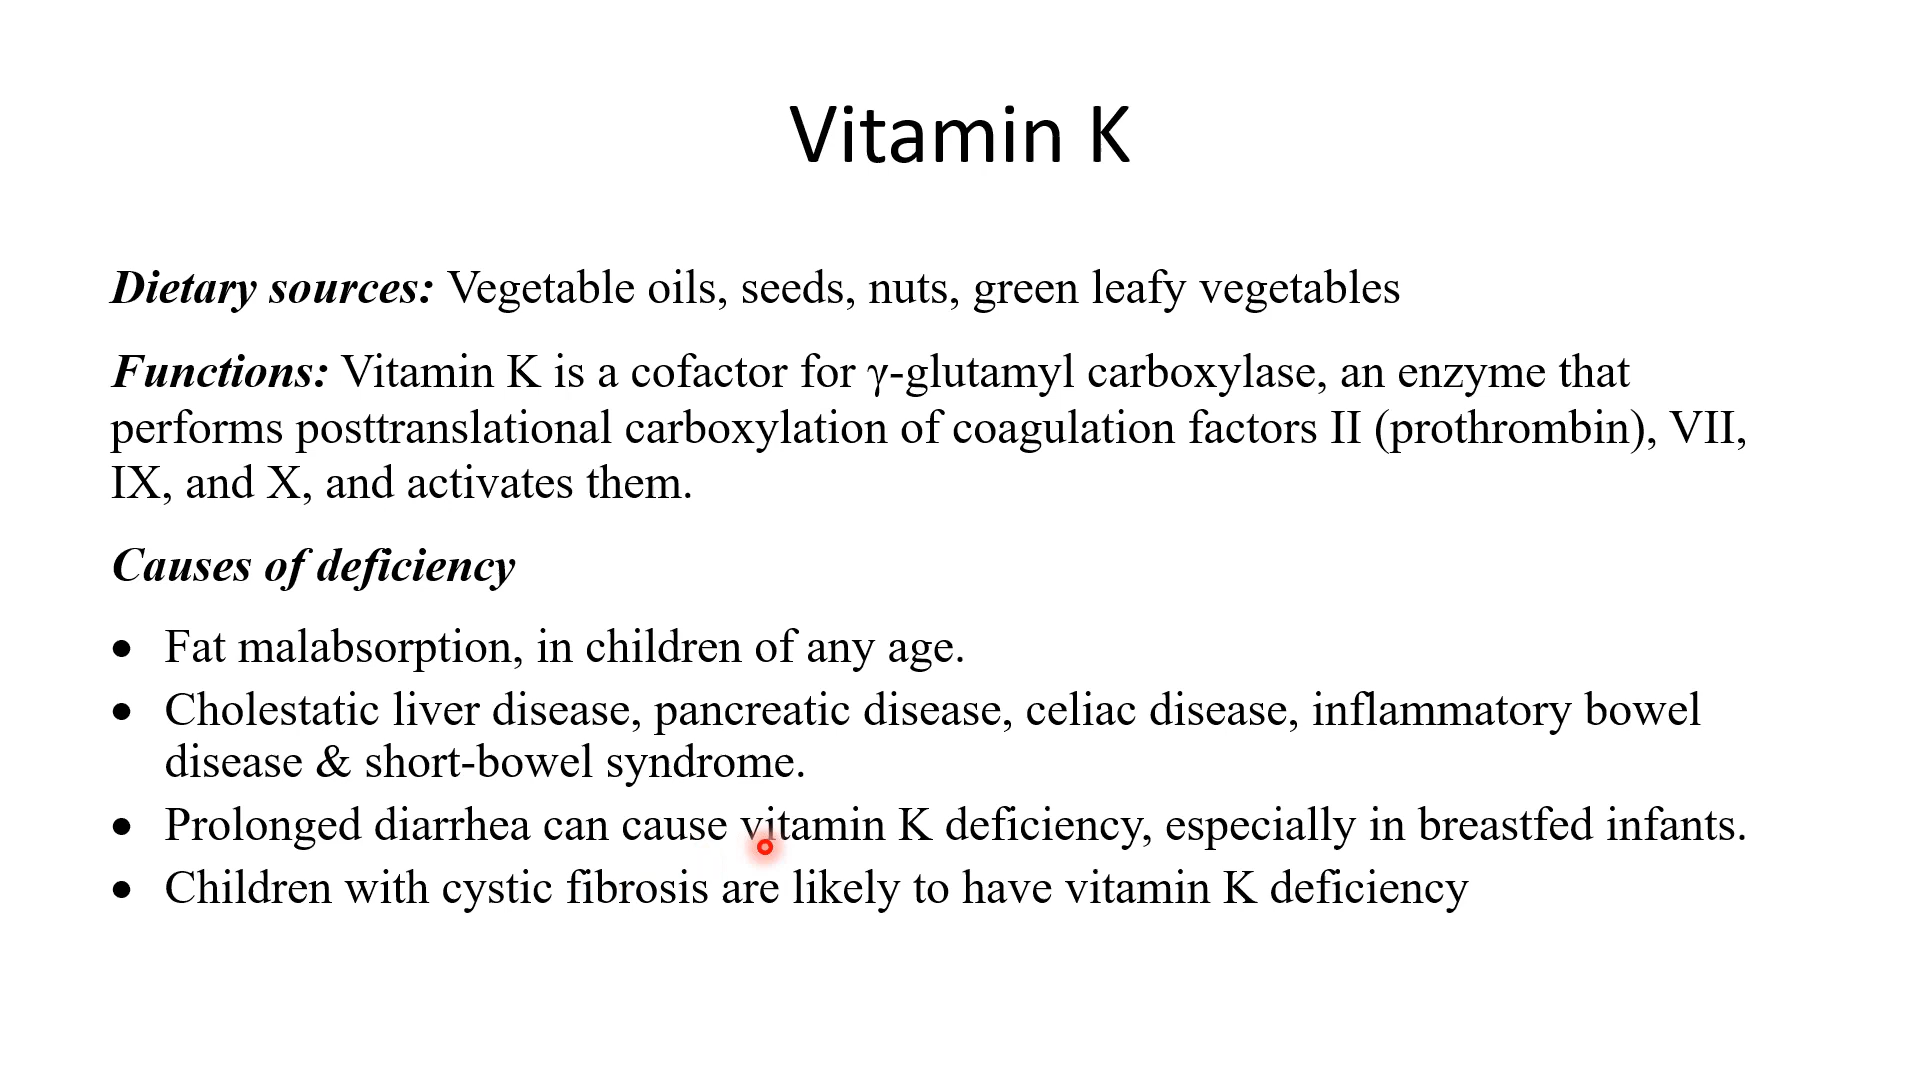 Vitamin K
Dietary sources: Vegetable oils, seeds, nuts, green leafy vegetables
Functions: Vitamin K is a cofactor for γ-glutamyl carboxylase, an enzyme that
performs posttranslational carboxylation of coagulation factors II (prothrombin), VII,
IX, and X, and activates them.
Causes of deficiency
• Fat malabsorption, in children of any age.
• Cholestatic liver disease, pancreatic disease, celiac disease, inflammatory bowel
disease & short-bowel syndrome.
• Prolonged diarrhea can cause vitamin K deficiency, especially in breastfed infants.
• Children with cystic fibrosis are likely to have vitamin K deficiency